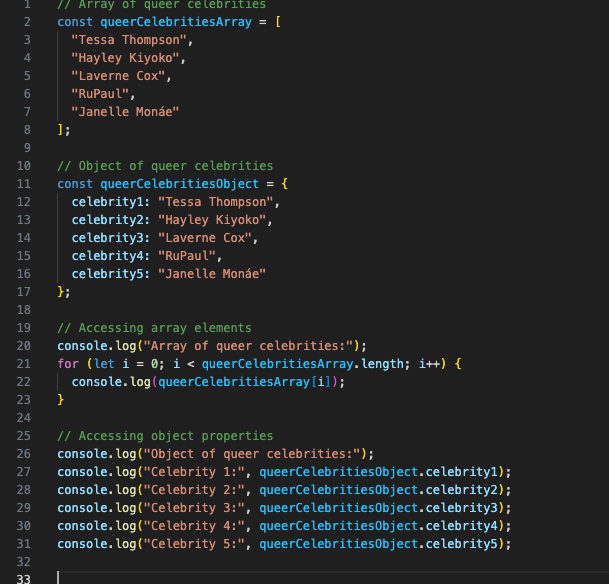 1 // Array of queer celebrities
2 const queerCelebritiesArray = [
3   "Tessa Thompson",
4   "Hayley Kiyoko",
5   "Laverne Cox",
6   "RuPaul",
7   "Janelle Monáe"
8 ];
9
10 // Object of queer celebrities
11 const queerCelebritiesObject = {
12   celebrity1: "Tessa Thompson",
13   celebrity2: "Hayley Kiyoko",
14   celebrity3: "Laverne Cox",
15   celebrity4: "RuPaul",
16   celebrity5: "Janelle Monáe"
17 };
18
19 // Accessing array elements
20 console.log("Array of queer celebrities:");
21 for (let i = 0; i < queerCelebritiesArray.length; i++) {
22   console.log(queerCelebritiesArray[i]);
23 }
24
25 // Accessing object properties
26 console.log("Object of queer celebrities:");
27 console.log("Celebrity 1:", queerCelebritiesObject.celebrity1);
28 console.log("Celebrity 2:", queerCelebritiesObject.celebrity2);
29 console.log("Celebrity 3:", queerCelebritiesObject.celebrity3);
30 console.log("Celebrity 4:", queerCelebritiesObject.celebrity4);
31 console.log("Celebrity 5:", queerCelebritiesObject.celebrity5);
32
33